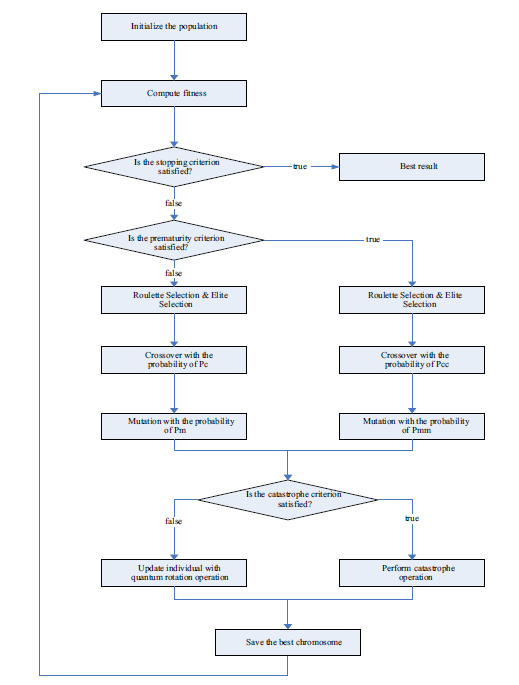 Initialize the population
Compute fitness
Is the stopping criterion
satisfied?
true
Best result
false
Is the prematurity criterion
satisfied?
true
false
Roulette Selection & Elite
Selection
Roulette Selection & Elite
Selection
Crossover with the
probability of Pc
Crossover with the
probability of Pcc
Mutation with the probability
of Pm
Mutation with the probability
of Pmm
Is the catastrophe criterion
satisfied?
false
true
Update individual with
quantum rotation operation
Perform catastrophe
operation
Save the best chromosome